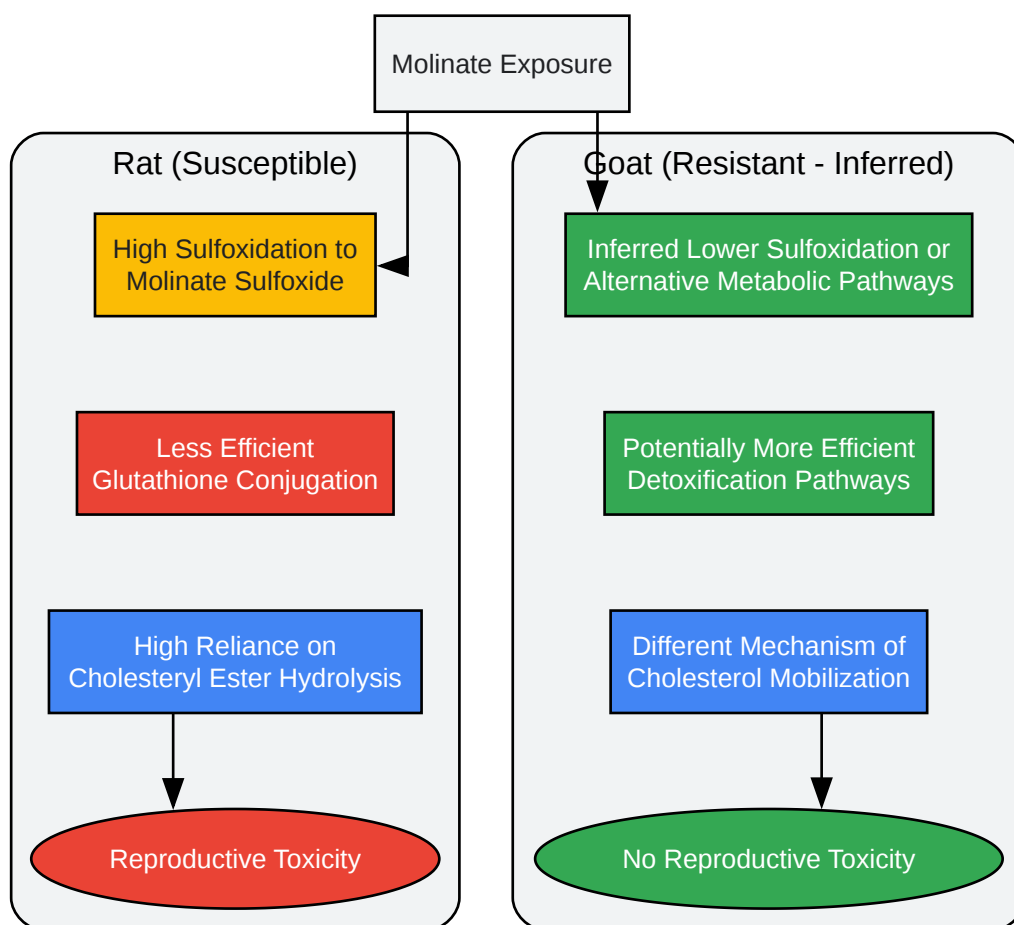 Molinate Exposure
Rat (Susceptible)
High Sulfoxidation to
Molinate Sulfoxide
Less Efficient
Glutathione Conjugation
High Reliance on
Cholesteryl Ester Hydrolysis
Reproductive Toxicity
Goat (Resistant - Inferred)
Inferred Lower Sulfoxidation or
Alternative Metabolic Pathways
Potentially More Efficient
Detoxification Pathways
Different Mechanism of
Cholesterol Mobilization
No Reproductive Toxicity